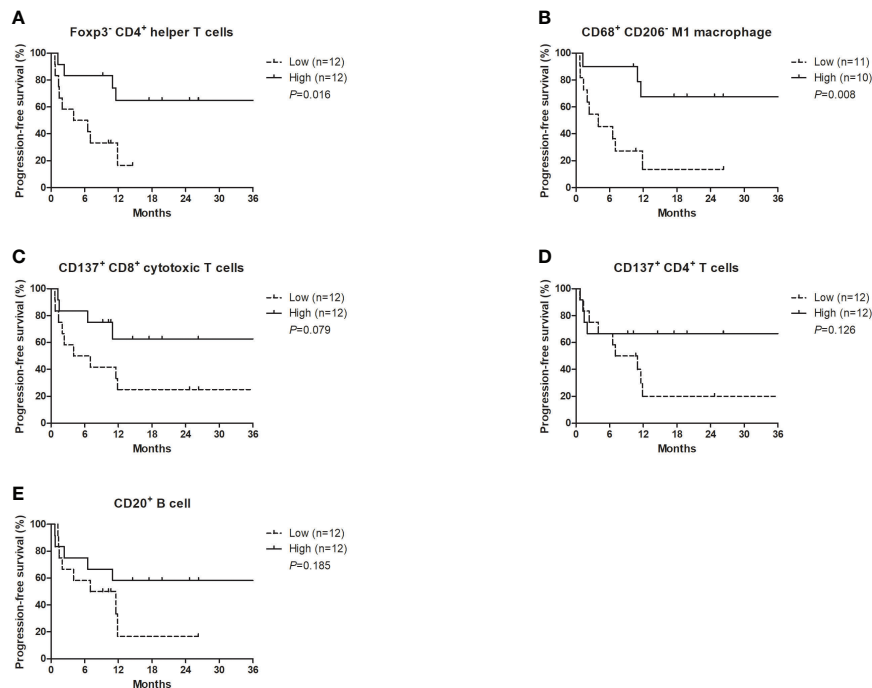 A
Foxp3⁻ CD4⁺ helper T cells
Progression-free survival (%)
100
80
60
40
20
0
0 6 12 18 24 30 36
Months
Low (n=12)
High (n=12)
P=0.016
B
CD68⁺ CD206⁻ M1 macrophage
Progression-free survival (%)
100
80
60
40
20
0
0 6 12 18 24 30 36
Months
Low (n=11)
High (n=10)
P=0.008
C
CD137⁺ CD8⁺ cytotoxic T cells
Progression-free survival (%)
100
80
60
40
20
0
0 6 12 18 24 30 36
Months
Low (n=12)
High (n=12)
P=0.079
D
CD137⁺ CD4⁺ T cells
Progression-free survival (%)
100
80
60
40
20
0
0 6 12 18 24 30 36
Months
Low (n=12)
High (n=12)
P=0.126
E
CD20⁺ B cell
Progression-free survival (%)
100
80
60
40
20
0
0 6 12 18 24 30 36
Months
Low (n=12)
High (n=12)
P=0.185